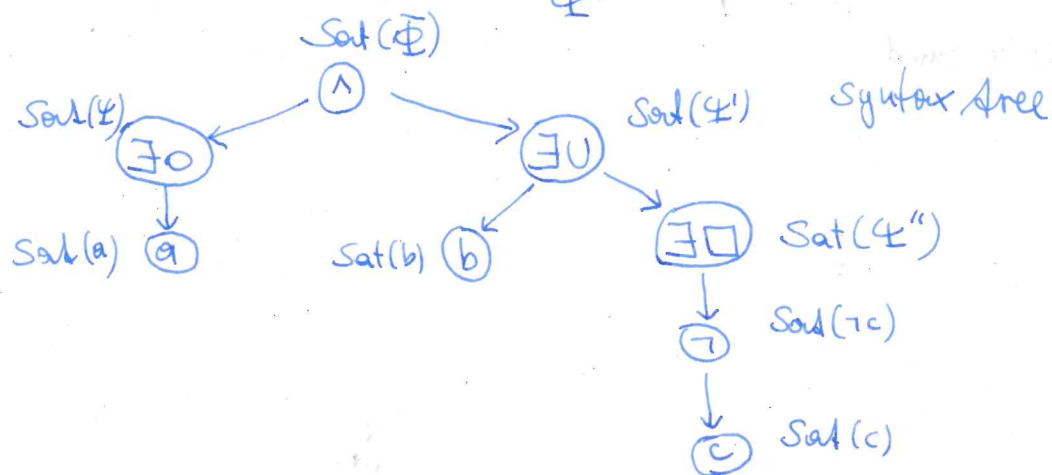 Ψ
Sat(Φ)
∧
Sat(Ψ)
∃○
Sat(Ψ')
∃U
syntax tree
Sat(a)
a
Sat(b)
b
∃□
Sat(Ψ")
¬
Sat(¬c)
c
Sat(c)